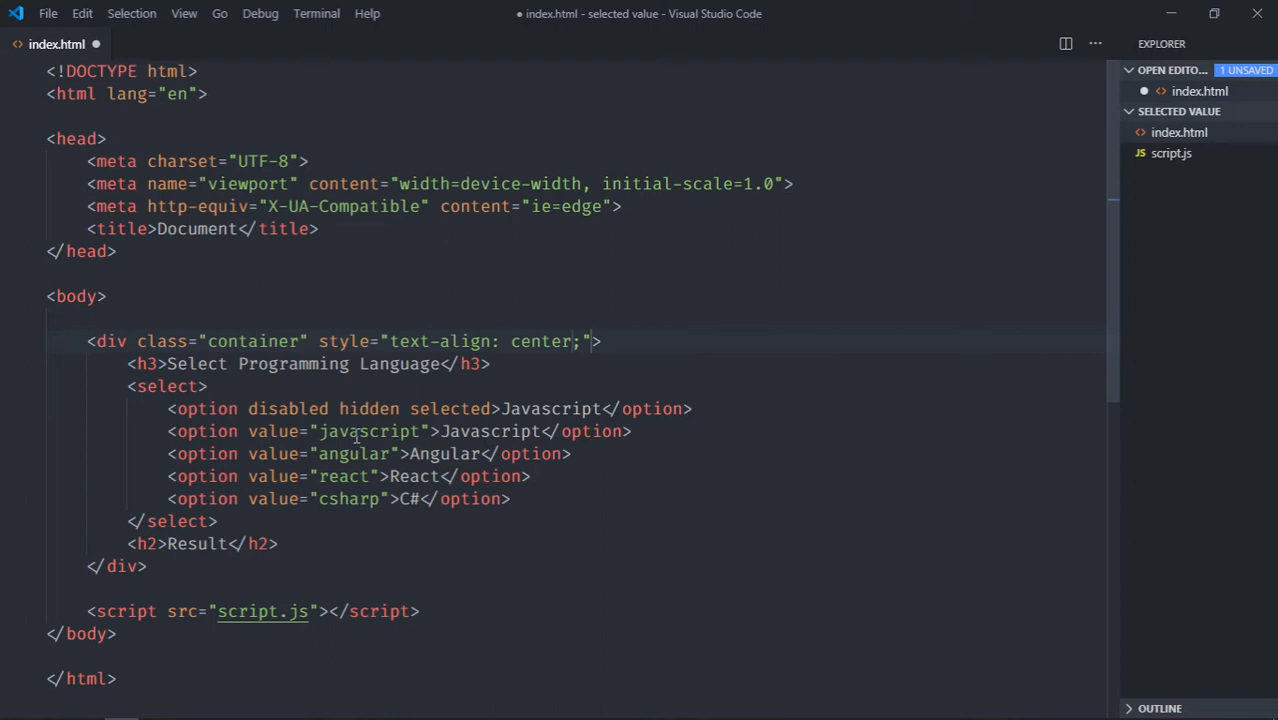 File Edit Selection View Go Debug Terminal Help
● index.html - selected value - Visual Studio Code
index.html
EXPLORER
<!DOCTYPE html>
<html lang="en">
<head>
<meta charset="UTF-8">
<meta name="viewport" content="width=device-width, initial-scale=1.0">
<meta http-equiv="X-UA-Compatible" content="ie=edge">
<title>Document</title>
</head>
<body>
<div class="container" style="text-align: center;">
<h3>Select Programming Language</h3>
<select>
<option disabled hidden selected>Javascript</option>
<option value="javascript">Javascript</option>
<option value="angular">Angular</option>
<option value="react">React</option>
<option value="csharp">C#</option>
</select>
<h2>Result</h2>
</div>
<script src="script.js"></script>
</body>
</html>
OPEN EDITO... 1 UNSAVED
index.html
SELECTED VALUE
index.html
JS script.js
OUTLINE